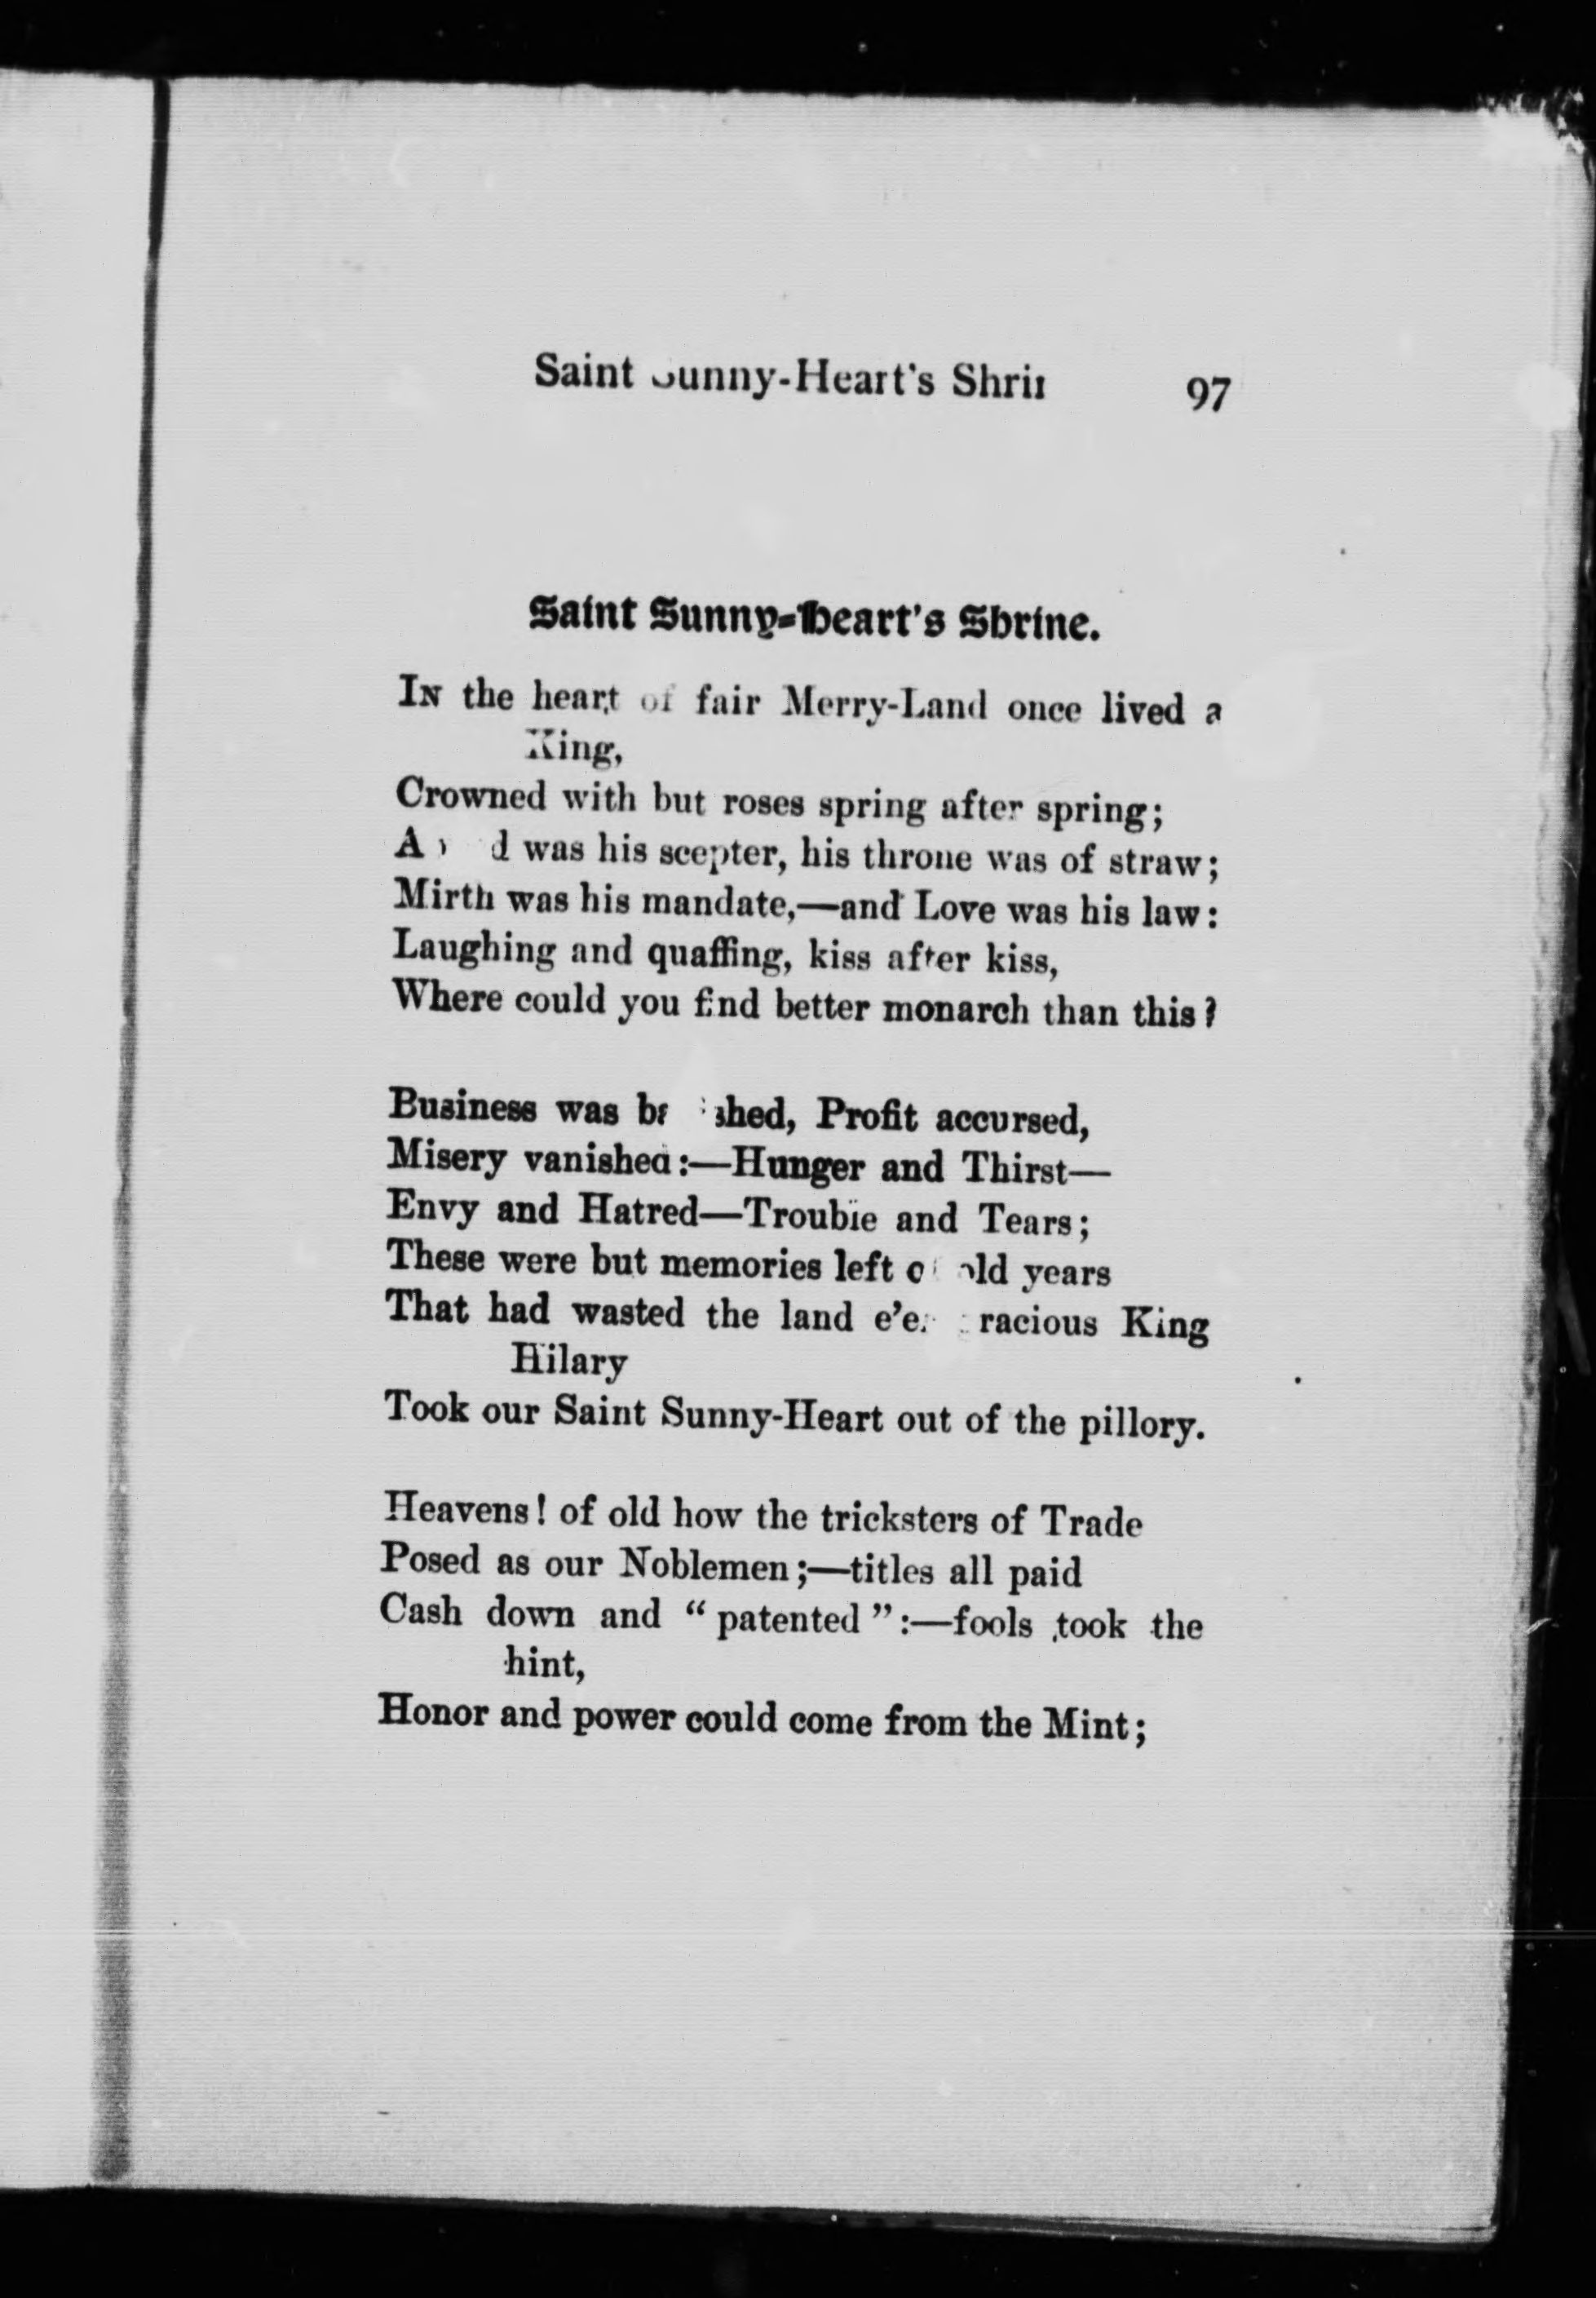 Saint Sunny-Heart's 97
Saint Sunny-Heart's Shrine.
In the heart of fair Merry-Land once lived a
King,
Crowned with but roses spring after spring;
A was his scepter, his throne was of straw;
Mirth was his mandate,—and Love was his law:
Laughing and quaffing, kiss after kiss,
Where could you find better monarch than this?
Business was Profit accursed,
Misery vanished:—Hunger and Thirst—
Envy and Hatred—Trouble and Tears;
These were but memories left of old years
That had wasted the land King
Hilary
Took our Saint Sunny-Heart out of the pillory.
Heavens! of old how the tricksters of Trade
Posed as our Noblemen;—titles all paid
Cash down and “patented”:—fools took the
hint,
Honor and power could come from the Mint;